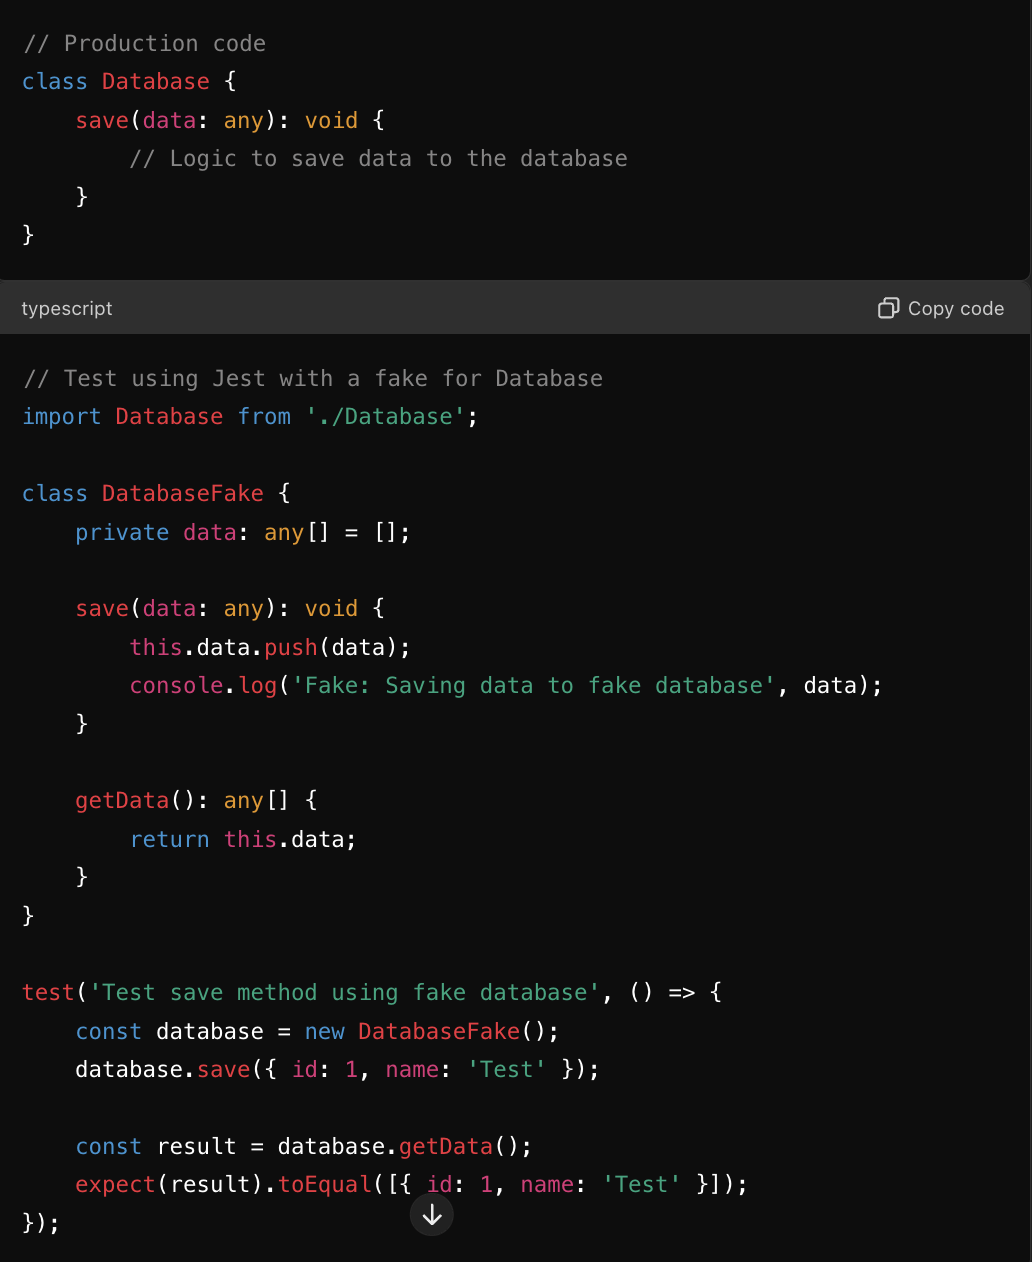 // Production code
class Database {
    save(data: any): void {
        // Logic to save data to the database
    }
}
typescript
Copy code
// Test using Jest with a fake for Database
import Database from './Database';
class DatabaseFake {
    private data: any[] = [];
    save(data: any): void {
        this.data.push(data);
        console.log('Fake: Saving data to fake database', data);
    }
    getData(): any[] {
        return this.data;
    }
}
test('Test save method using fake database', () => {
    const database = new DatabaseFake();
    database.save({ id: 1, name: 'Test' });
    const result = database.getData();
    expect(result).toEqual([{ id: 1, name: 'Test' }]);
});